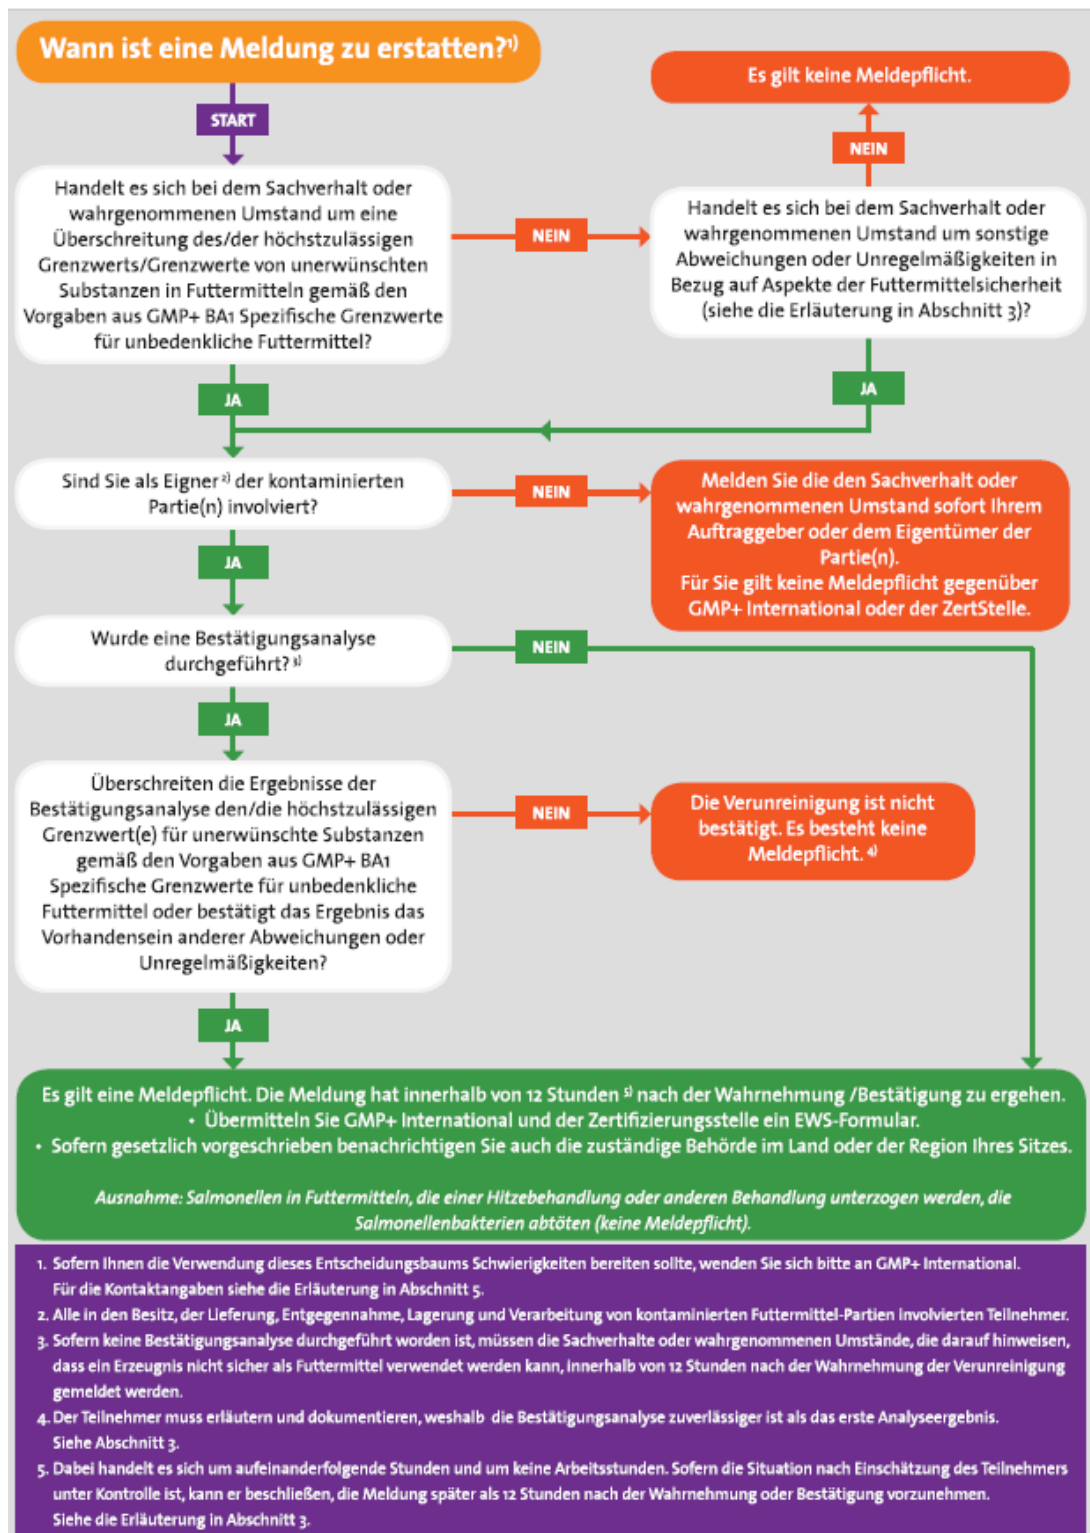 Wann ist eine Meldung zu erstatten?1)
START
Es gilt keine Meldepflicht.
NEIN
Handelt es sich bei dem Sachverhalt oder
wahrgenommenen Umstand um eine
Überschreitung des/der höchstzulässigen
Grenzwerts/Grenzwerte von unerwünschten
Substanzen in Futtermitteln gemäß den
Vorgaben aus GMP+ BA1 Spezifische Grenzwerte
für unbedenkliche Futtermittel?
NEIN
Handelt es sich bei dem Sachverhalt oder
wahrgenommenen Umstand um sonstige
Abweichungen oder Unregelmäßigkeiten in
Bezug auf Aspekte der Futtermittelsicherheit
(siehe die Erläuterung in Abschnitt 3)?
JA
JA
Sind Sie als Eigner 2) der kontaminierten
Partie(n) involviert?
NEIN
Melden Sie die den Sachverhalt oder
wahrgenommenen Umstand sofort Ihrem
Auftraggeber oder dem Eigentümer der
Partie(n).
Für Sie gilt keine Meldepflicht gegenüber
GMP+ International oder der ZertStelle.
JA
Wurde eine Bestätigungsanalyse
durchgeführt? 3)
NEIN
JA
Überschreiten die Ergebnisse der
Bestätigungsanalyse den/die höchstzulässigen
Grenzwert(e) für unerwünschte Substanzen
gemäß den Vorgaben aus GMP+ BA1
Spezifische Grenzwerte für unbedenkliche
Futtermittel oder bestätigt das Ergebnis das
Vorhandensein anderer Abweichungen oder
Unregelmäßigkeiten?
NEIN
Die Verunreinigung ist nicht
bestätigt. Es besteht keine
Meldepflicht. 4)
JA
Es gilt eine Meldepflicht. Die Meldung hat innerhalb von 12 Stunden 5) nach der Wahrnehmung /Bestätigung zu ergehen.
• Übermitteln Sie GMP+ International und der Zertifizierungsstelle ein EWS-Formular.
• Sofern gesetzlich vorgeschrieben benachrichtigen Sie auch die zuständige Behörde im Land oder der Region Ihres Sitzes.
Ausnahme: Salmonellen in Futtermitteln, die einer Hitzebehandlung oder anderen Behandlung unterzogen werden, die
Salmonellenbakterien abtöten (keine Meldepflicht).
1. Sofern Ihnen die Verwendung dieses Entscheidungsbaums Schwierigkeiten bereiten sollte, wenden Sie sich bitte an GMP+ International.
Für die Kontaktangaben siehe die Erläuterung in Abschnitt 5.
2. Alle in den Besitz, der Lieferung, Entgegennahme, Lagerung und Verarbeitung von kontaminierten Futtermittel-Partien involvierten Teilnehmer.
3. Sofern keine Bestätigungsanalyse durchgeführt worden ist, müssen die Sachverhalte oder wahrgenommenen Umstände, die darauf hinweisen,
dass ein Erzeugnis nicht sicher als Futtermittel verwendet werden kann, innerhalb von 12 Stunden nach der Wahrnehmung der Verunreinigung
gemeldet werden.
4. Der Teilnehmer muss erläutern und dokumentieren, weshalb die Bestätigungsanalyse zuverlässiger ist als das erste Analyseergebnis.
Siehe Abschnitt 3.
5. Dabei handelt es sich um aufeinanderfolgende Stunden und um keine Arbeitsstunden. Sofern die Situation nach Einschätzung des Teilnehmers
unter Kontrolle ist, kann er beschließen, die Meldung später als 12 Stunden nach der Wahrnehmung oder Bestätigung vorzunehmen.
Siehe die Erläuterung in Abschnitt 3.